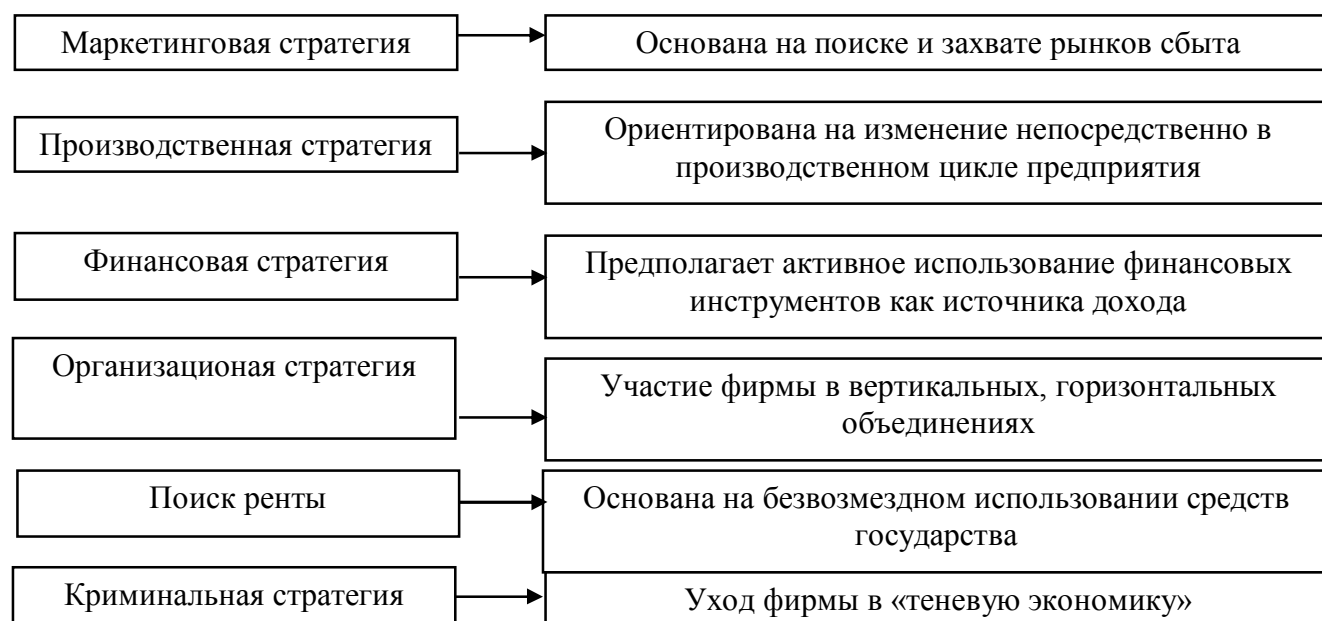 Маркетинговая стратегия
Основана на поиске и захвате рынков сбыта
Производственная стратегия
Ориентирована на изменение непосредственно в
производственном цикле предприятия
Финансовая стратегия
Предполагает активное использование финансовых
инструментов как источника дохода
Организационая стратегия
Участие фирмы в вертикальных, горизонтальных
объединениях
Поиск ренты
Основана на безвозмездном использовании средств
государства
Криминальная стратегия
Уход фирмы в «теневую экономику»